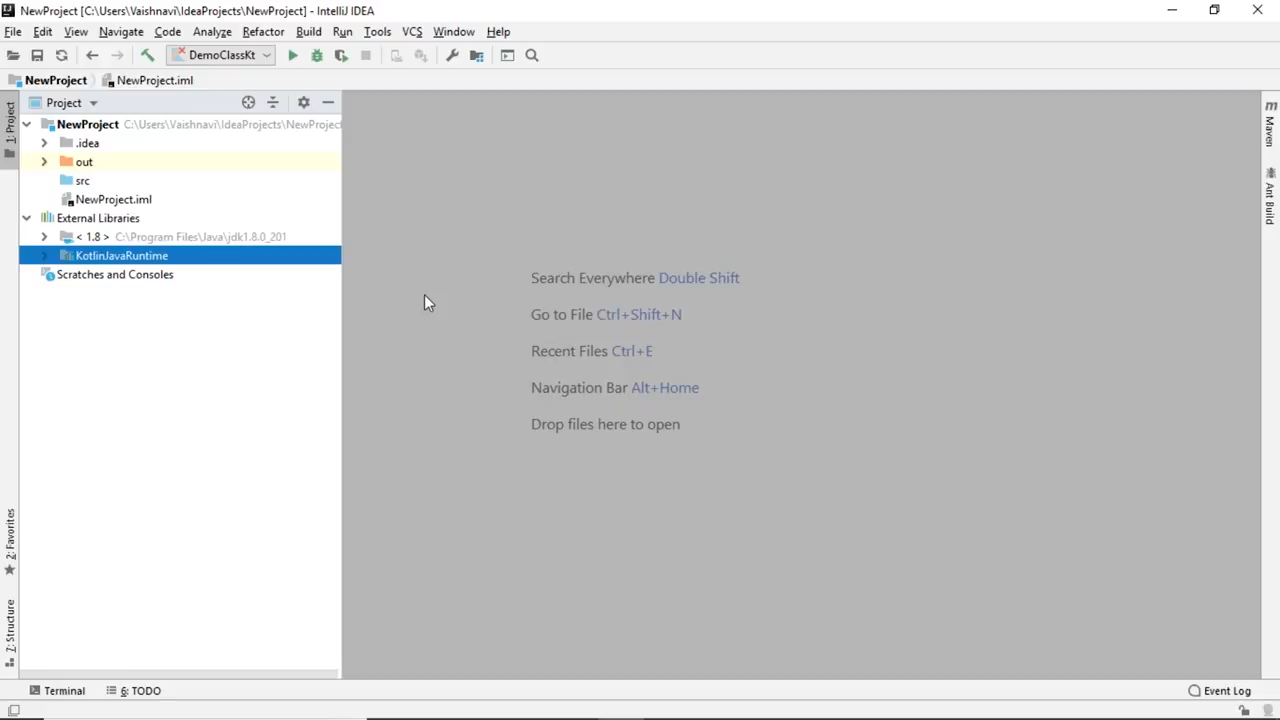 NewProject [C:\Users\Vaishnavi\IdeaProjects\NewProject] - IntelliJ IDEA
File Edit View Navigate Code Analyze Refactor Build Run Tools VCS Window Help
DemoClassKt
NewProject NewProject.iml
Project
NewProject C:\Users\Vaishnavi\IdeaProjects\NewProject
.idea
out
src
NewProject.iml
External Libraries
< 1.8 > C:\Program Files\Java\jdk1.8.0_201
KotlinJavaRuntime
Scratches and Consoles
1: Project
2: Favorites
7: Structure
Search Everywhere Double Shift
Go to File Ctrl+Shift+N
Recent Files Ctrl+E
Navigation Bar Alt+Home
Drop files here to open
m
Maven
Ant Build
Terminal 6: TODO Event Log